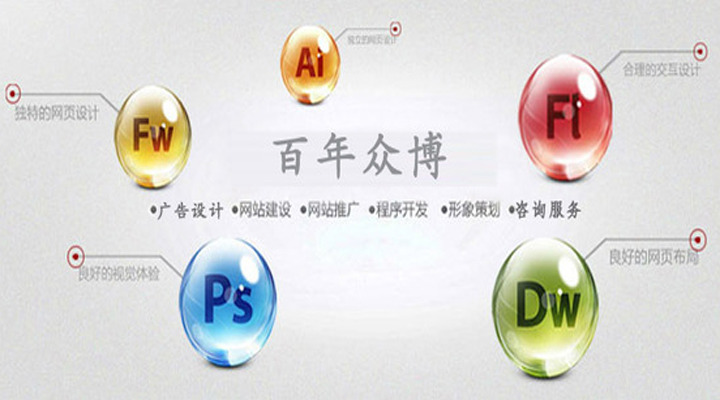 独立的网页设计
Ai
合理的交互设计
Fl
Fw
独特的网页设计
百年众博
•广告设计 •网站建设 •网站推广 •程序开发 •形象策划 •咨询服务
良好的视觉体验
Ps
良好的网页布局
Dw